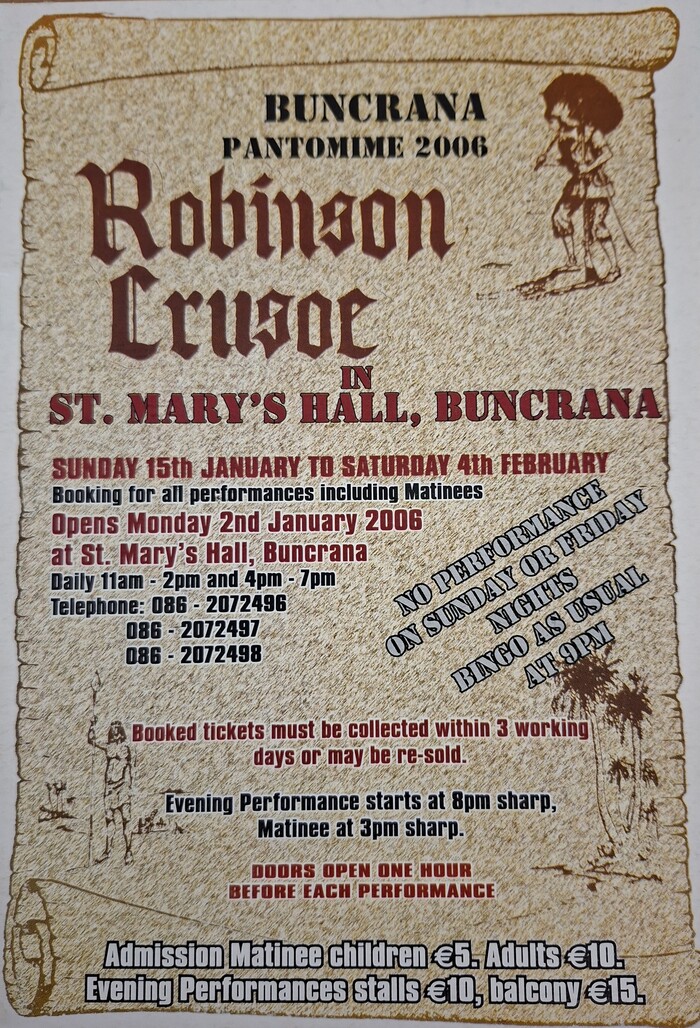 BUNCRANA
PANTOMIME 2006
Robinson
Crusoe
IN
ST. MARY'S HALL, BUNCRANA
SUNDAY 15th JANUARY TO SATURDAY 4th FEBRUARY
Booking for all performances including Matinees
Opens Monday 2nd January 2006
at St. Mary's Hall, Buncrana
Daily 11am - 2pm and 4pm - 7pm
Telephone: 086 - 2072496
086 - 2072497
086 - 2072498
NO PERFORMANCE
ON SUNDAY OR FRIDAY
NIGHTS
BINGO AS USUAL
AT 9PM
Booked tickets must be collected within 3 working
days or may be re-sold.
Evening Performance starts at 8pm sharp,
Matinee at 3pm sharp.
DOORS OPEN ONE HOUR
BEFORE EACH PERFORMANCE
Admission Matinee children €5. Adults €10.
Evening Performances stalls €10, balcony €15.